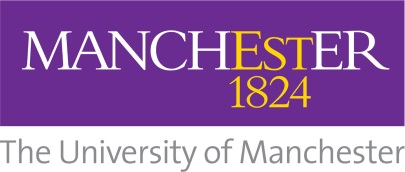 MANCHESTER
1824
The University of Manchester